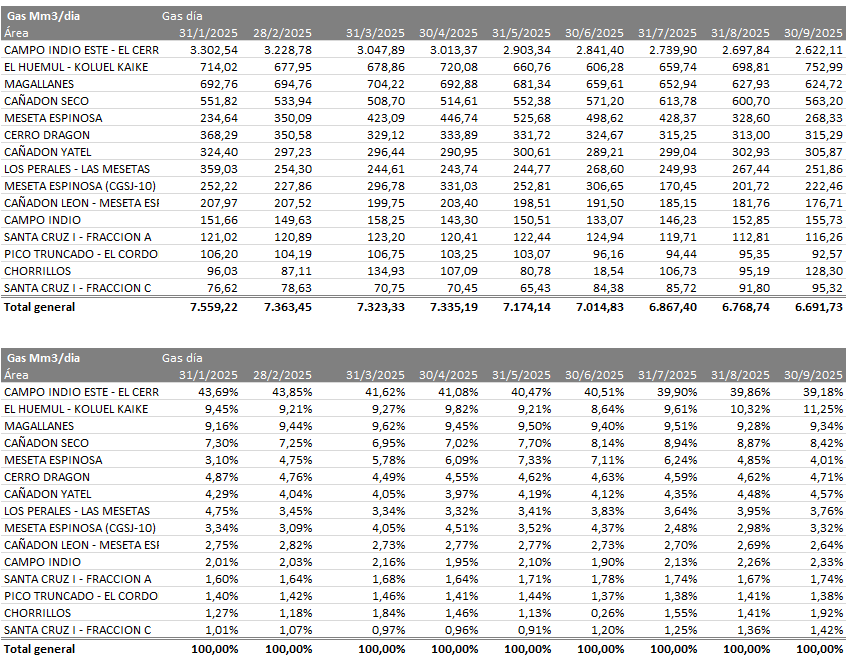 Gas Mm3/dia Gas día
Área 31/1/2025 28/2/2025 31/3/2025 30/4/2025 31/5/2025 30/6/2025 31/7/2025 31/8/2025 30/9/2025
CAMPO INDIO ESTE - EL CERR 3.302,54 3.228,78 3.047,89 3.013,37 2.903,34 2.841,40 2.739,90 2.697,84 2.622,11
EL HUEMUL - KOLUEL KAIKE 714,02 677,95 678,86 720,08 660,76 606,28 659,74 698,81 752,99
MAGALLANES 692,76 694,76 704,22 692,88 681,34 659,61 652,94 627,93 624,72
CAÑADON SECO 551,82 533,94 508,70 514,61 552,38 571,20 613,78 600,70 563,20
MESETA ESPINOSA 234,64 350,09 423,09 446,74 525,68 498,62 428,37 328,60 268,33
CERRO DRAGON 368,29 350,58 329,12 333,89 331,72 324,67 315,25 313,00 315,29
CAÑADON YATEL 324,40 297,23 296,44 290,95 300,61 289,21 299,04 302,93 305,87
LOS PERALES - LAS MESETAS 359,03 254,30 244,61 243,74 244,77 268,60 249,93 267,44 251,86
MESETA ESPINOSA (CGSJ-10) 252,22 227,86 296,78 331,03 252,81 306,65 170,45 201,72 222,46
CAÑADON LEON - MESETA ESF 207,97 207,52 199,75 203,40 198,51 191,50 185,15 181,76 176,71
CAMPO INDIO 151,66 149,63 158,25 143,30 150,51 133,07 146,23 152,85 155,73
SANTA CRUZ I - FRACCION A 121,02 120,89 123,20 120,41 122,44 124,94 119,71 112,81 116,26
PICO TRUNCADO - EL CORDO 106,20 104,19 106,75 103,25 103,07 96,16 94,44 95,35 92,57
CHORRILLOS 96,03 87,11 134,93 107,09 80,78 18,54 106,73 95,19 128,30
SANTA CRUZ I - FRACCION C 76,62 78,63 70,75 70,45 65,43 84,38 85,72 91,80 95,32
Total general 7.559,22 7.363,45 7.323,33 7.335,19 7.174,14 7.014,83 6.867,40 6.768,74 6.691,73
Gas Mm3/dia Gas día
Área 31/1/2025 28/2/2025 31/3/2025 30/4/2025 31/5/2025 30/6/2025 31/7/2025 31/8/2025 30/9/2025
CAMPO INDIO ESTE - EL CERR 43,69% 43,85% 41,62% 41,08% 40,47% 40,51% 39,90% 39,86% 39,18%
EL HUEMUL - KOLUEL KAIKE 9,45% 9,21% 9,27% 9,82% 9,21% 8,64% 9,61% 10,32% 11,25%
MAGALLANES 9,16% 9,44% 9,62% 9,45% 9,50% 9,40% 9,51% 9,28% 9,34%
CAÑADON SECO 7,30% 7,25% 6,95% 7,02% 7,70% 8,14% 8,94% 8,87% 8,42%
MESETA ESPINOSA 3,10% 4,75% 5,78% 6,09% 7,33% 7,11% 6,24% 4,85% 4,01%
CERRO DRAGON 4,87% 4,76% 4,49% 4,55% 4,62% 4,63% 4,59% 4,62% 4,71%
CAÑADON YATEL 4,29% 4,04% 4,05% 3,97% 4,19% 4,12% 4,35% 4,48% 4,57%
LOS PERALES - LAS MESETAS 4,75% 3,45% 3,34% 3,32% 3,41% 3,83% 3,64% 3,95% 3,76%
MESETA ESPINOSA (CGSJ-10) 3,34% 3,09% 4,05% 4,51% 3,52% 4,37% 2,48% 2,98% 3,32%
CAÑADON LEON - MESETA ESF 2,75% 2,82% 2,73% 2,77% 2,77% 2,73% 2,70% 2,69% 2,64%
CAMPO INDIO 2,01% 2,03% 2,16% 1,95% 2,10% 1,90% 2,13% 2,26% 2,33%
SANTA CRUZ I - FRACCION A 1,60% 1,64% 1,68% 1,64% 1,71% 1,78% 1,74% 1,67% 1,74%
PICO TRUNCADO - EL CORDO 1,40% 1,42% 1,46% 1,41% 1,44% 1,37% 1,38% 1,41% 1,38%
CHORRILLOS 1,27% 1,18% 1,84% 1,46% 1,13% 0,26% 1,55% 1,41% 1,92%
SANTA CRUZ I - FRACCION C 1,01% 1,07% 0,97% 0,96% 0,91% 1,20% 1,25% 1,36% 1,42%
Total general 100,00% 100,00% 100,00% 100,00% 100,00% 100,00% 100,00% 100,00% 100,00%